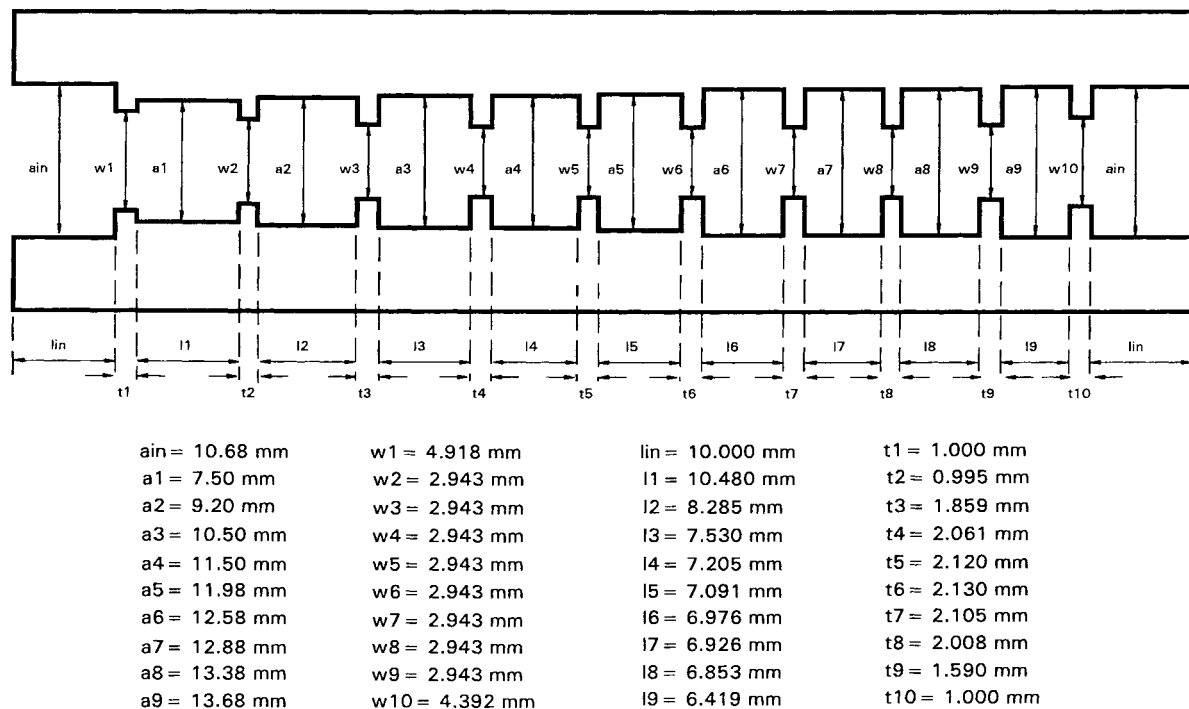 ain w1 a1 w2 a2 w3 a3 w4 a4 w5 a5 w6 a6 w7 a7 w8 a8 w9 a9 w10 ain
lin l1 l2 l3 l4 l5 l6 l7 l8 l9 lin
t1 t2 t3 t4 t5 t6 t7 t8 t9 t10
ain = 10.68 mm w1 = 4.918 mm lin = 10.000 mm t1 = 1.000 mm
a1 = 7.50 mm w2 = 2.943 mm l1 = 10.480 mm t2 = 0.995 mm
a2 = 9.20 mm w3 = 2.943 mm l2 = 8.285 mm t3 = 1.859 mm
a3 = 10.50 mm w4 = 2.943 mm l3 = 7.530 mm t4 = 2.061 mm
a4 = 11.50 mm w5 = 2.943 mm l4 = 7.205 mm t5 = 2.120 mm
a5 = 11.98 mm w6 = 2.943 mm l5 = 7.091 mm t6 = 2.130 mm
a6 = 12.58 mm w7 = 2.943 mm l6 = 6.976 mm t7 = 2.105 mm
a7 = 12.88 mm w8 = 2.943 mm l7 = 6.926 mm t8 = 2.008 mm
a8 = 13.38 mm w9 = 2.943 mm l8 = 6.853 mm t9 = 1.590 mm
a9 = 13.68 mm w10 = 4.392 mm l9 = 6.419 mm t10 = 1.000 mm